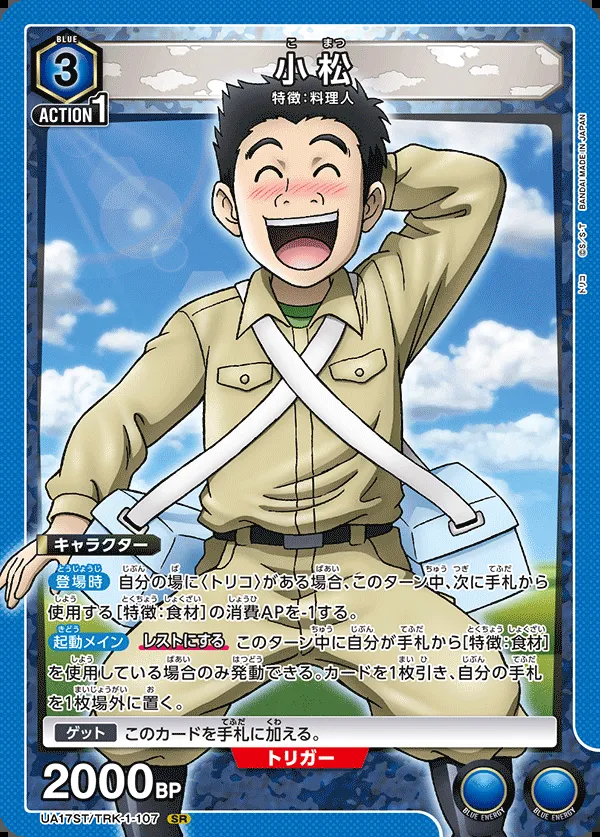 BLUE
3
ACTION1
こまつ
小松
特徴：料理人
トリコ ©S/S・T BANDAI MADE IN JAPAN
キャラクター
登場時 自分の場に〈トリコ〉がある場合、このターン中、次に手札から
使用する[特徴：食材]の消費APを-1する。
起動メイン レストにする このターン中に自分が手札から[特徴：食材]
を使用している場合のみ発動できる。カードを1枚引き、自分の手札
を1枚場外に置く。
ゲット このカードを手札に加える。
トリガー
2000BP
BLUE ENERGY
BLUE ENERGY
UA17ST/TRK-1-107 SR